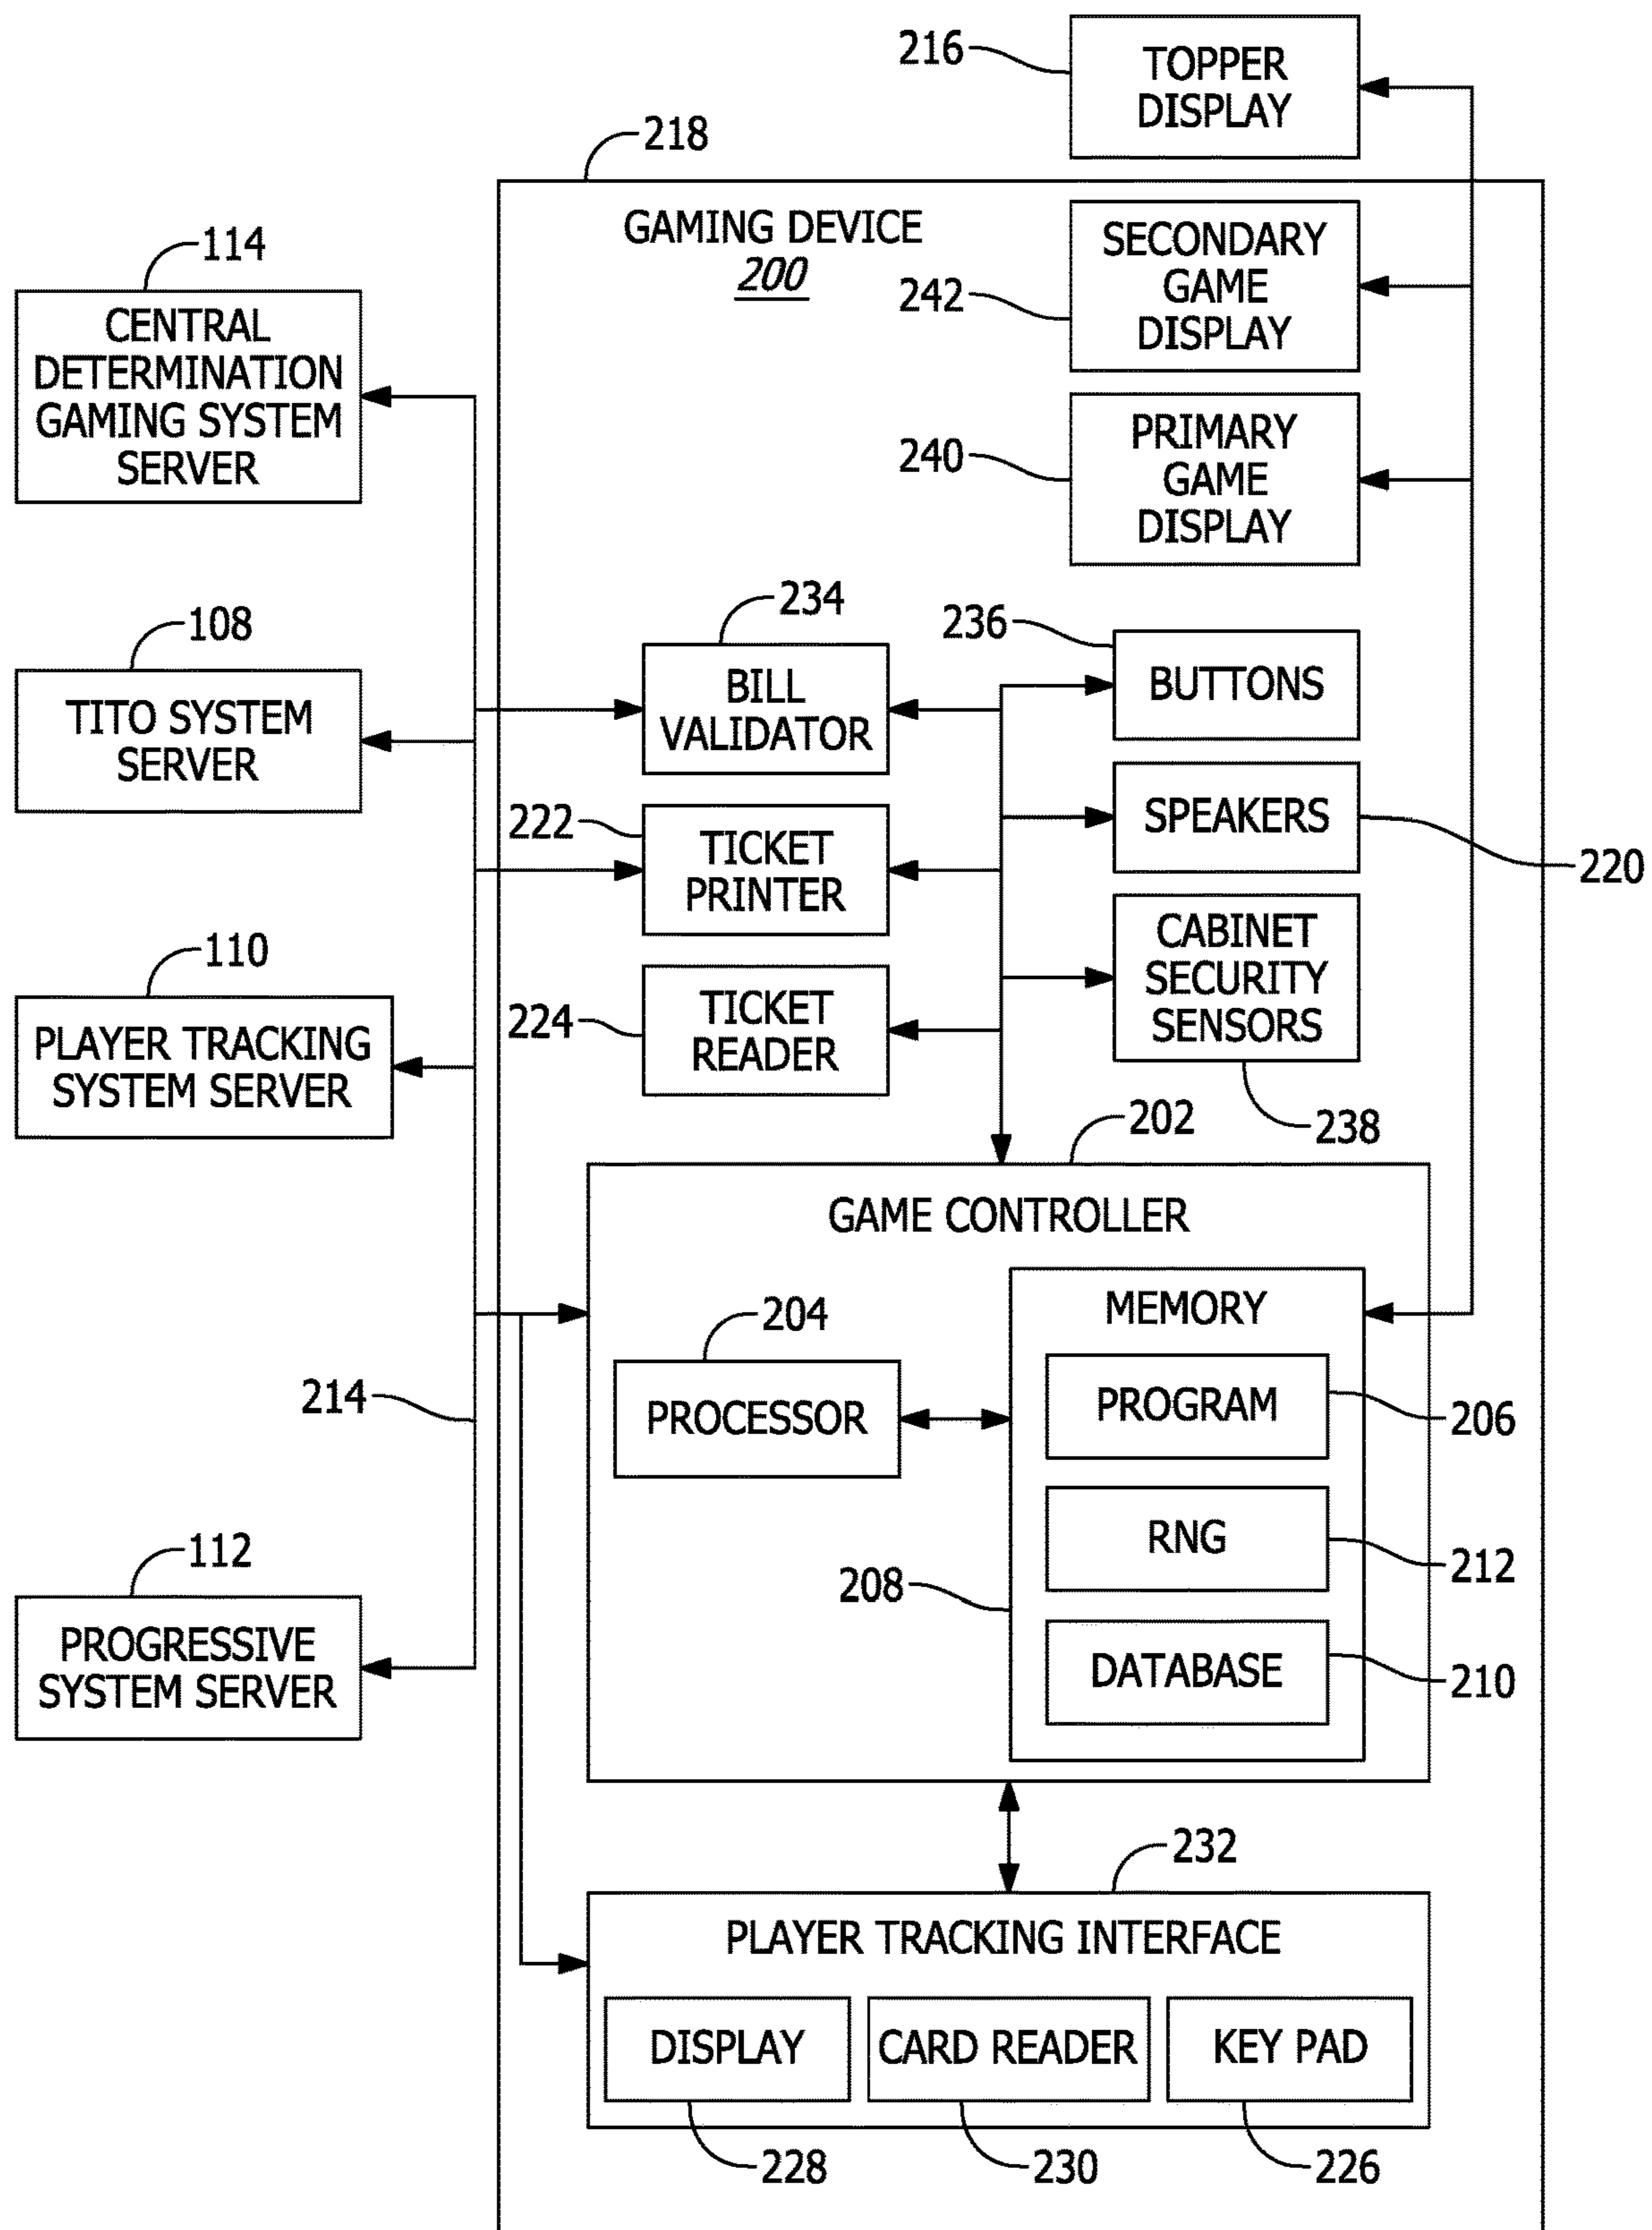 216
TOPPER
DISPLAY
218
GAMING DEVICE
200
SECONDARY
GAME
DISPLAY
242
114
CENTRAL
DETERMINATION
GAMING SYSTEM
SERVER
PRIMARY
GAME
DISPLAY
240
234
BILL
VALIDATOR
236
BUTTONS
108
TITO SYSTEM
SERVER
SPEAKERS
220
222
TICKET
PRINTER
CABINET
SECURITY
SENSORS
238
110
PLAYER TRACKING
SYSTEM SERVER
224
TICKET
READER
202
GAME CONTROLLER
204
PROCESSOR
MEMORY
PROGRAM
206
214
RNG
212
208
DATABASE
210
112
PROGRESSIVE
SYSTEM SERVER
232
PLAYER TRACKING INTERFACE
DISPLAY
CARD READER
KEY PAD
228
230
226